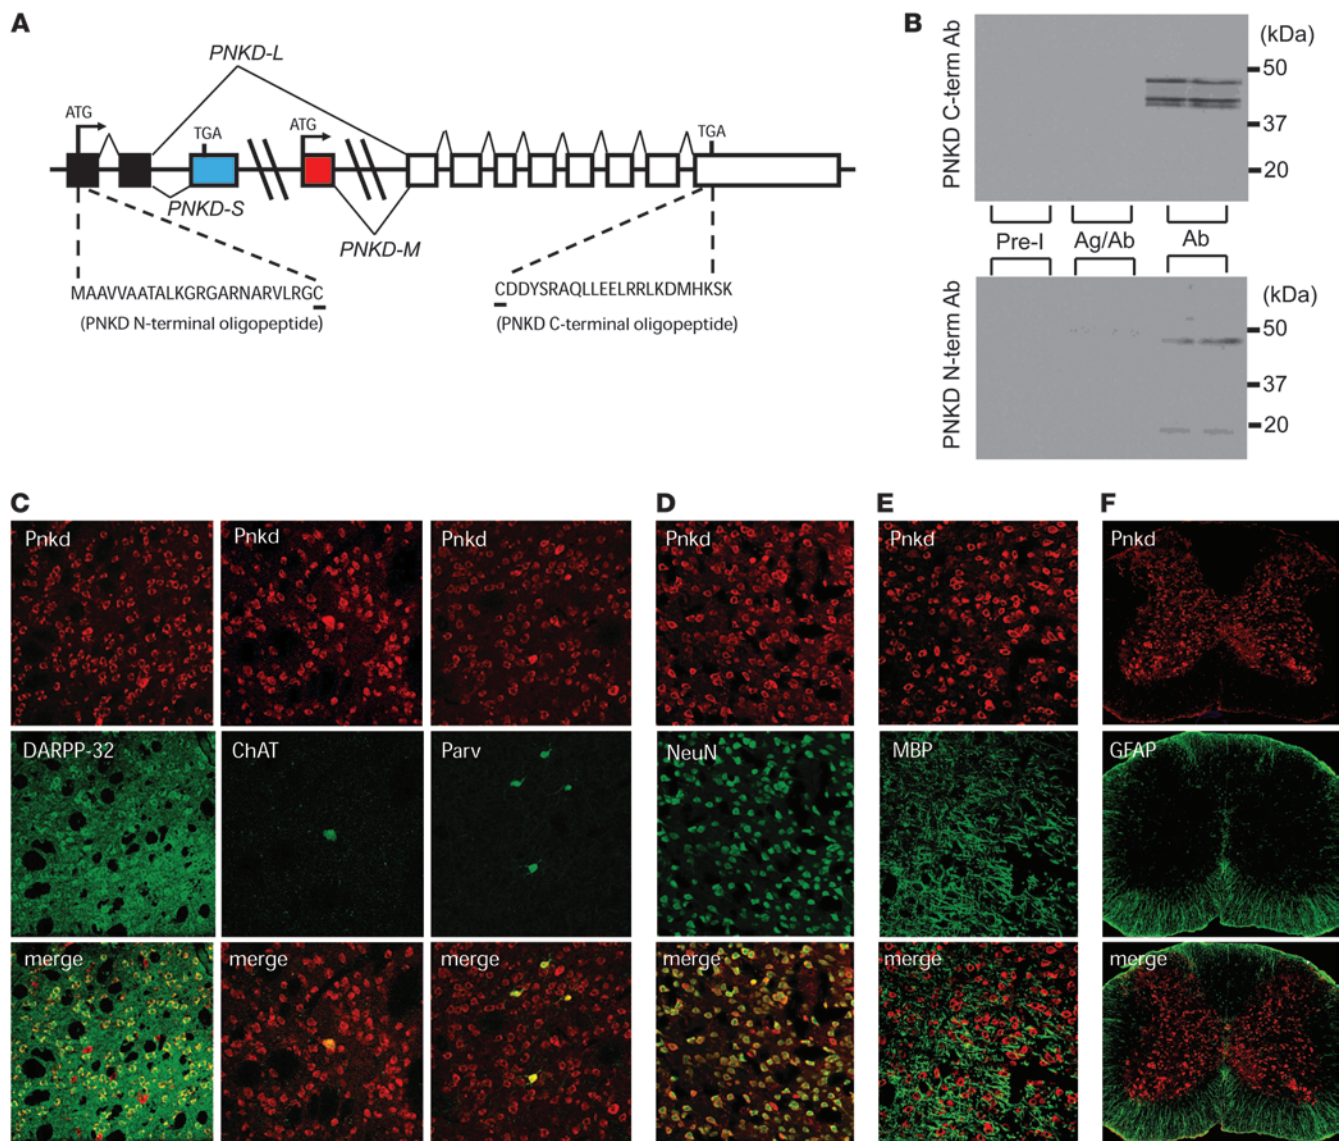 A
PNKD-L
ATG
TGA
ATG
TGA
PNKD-S
PNKD-M
MAAVVAATALKGRGARNARVLRGC
(PNKD N-terminal oligopeptide)
CDDYSRAQLLEELRRLKDMHKSK
(PNKD C-terminal oligopeptide)
B
PNKD C-term Ab
(kDa)
50
37
20
Pre-I
Ag/Ab
Ab
PNKD N-term Ab
(kDa)
50
37
20
C
Pnkd
Pnkd
Pnkd
DARPP-32
ChAT
Parv
merge
merge
merge
D
Pnkd
NeuN
merge
E
Pnkd
MBP
merge
F
Pnkd
GFAP
merge